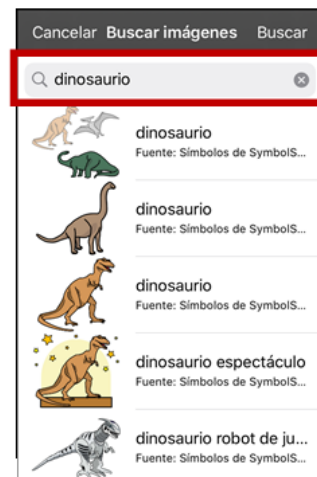 Cancelar Buscar imágenes Buscar
dinosaurio
dinosaurio
Fuente: Símbolos de SymbolS...
dinosaurio
Fuente: Símbolos de SymbolS...
dinosaurio
Fuente: Símbolos de SymbolS...
dinosaurio espectáculo
Fuente: Símbolos de SymbolS...
dinosaurio robot de ju...
Fuente: Símbolos de SymbolS...